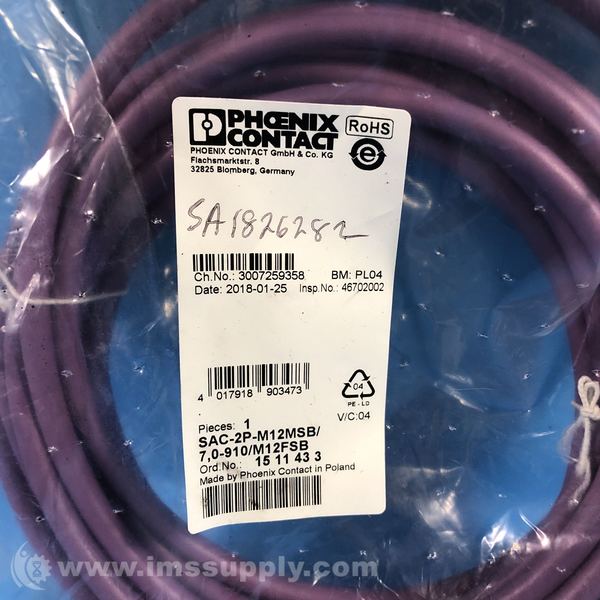 PHŒNIX
CONTACT
RoHS
e
PHOENIX CONTACT GmbH & Co. KG
Flachsmarktstr. 8
32825 Blomberg, Germany
SA1826282
Ch.No.: 3007259358 BM: PL04
Date: 2018-01-25 Insp.No.: 46702002
4 017918 903473
04
PE-LD
V/C:04
Pieces: 1
SAC-2P-M12MSB/
7,0-910/M12FSB
Ord.No.: 15 11 43 3
Made by Phoenix Contact in Poland
www.imssupply.com